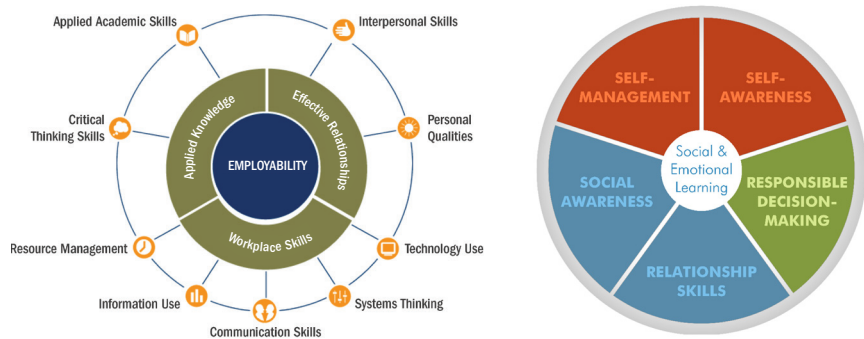 Applied Academic Skills
Interpersonal Skills
Critical
Thinking Skills
Personal
Qualities
Applied Knowledge
Effective Relationships
EMPLOYABILITY
Workplace Skills
Resource Management
Technology Use
Information Use
Systems Thinking
Communication Skills
SELF-
MANAGEMENT
SELF-
AWARENESS
Social &
Emotional
Learning
SOCIAL
AWARENESS
RESPONSIBLE
DECISION-
MAKING
RELATIONSHIP
SKILLS